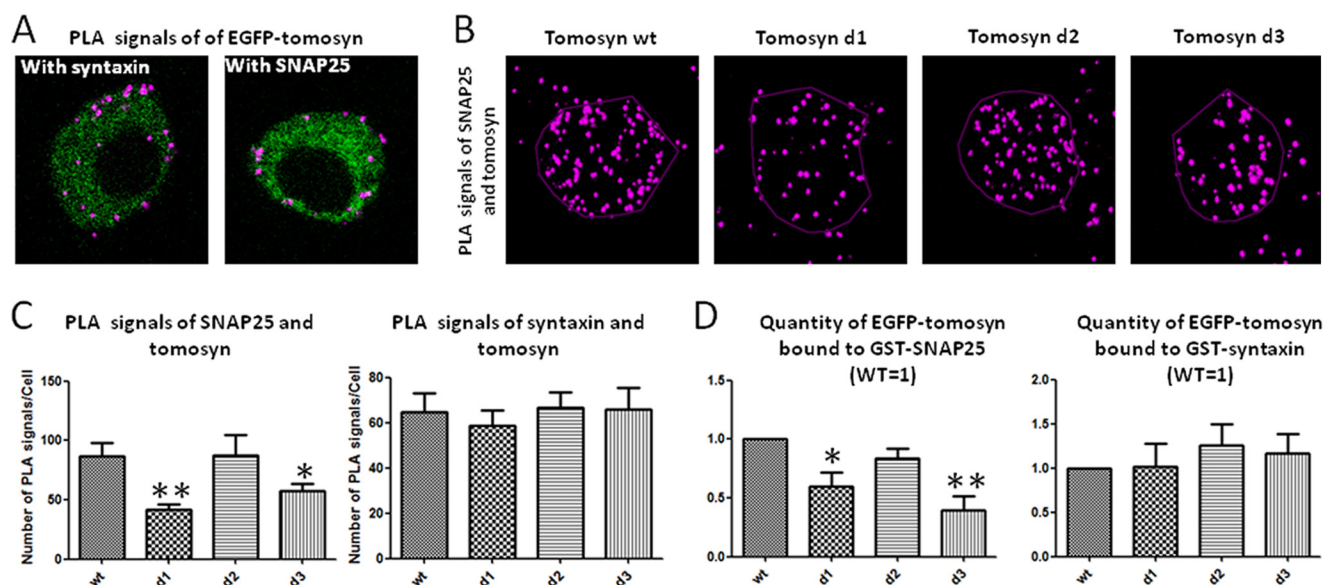 A
PLA signals of of EGFP-tomosyn
With syntaxin
With SNAP25
B
Tomosyn wt
Tomosyn d1
Tomosyn d2
Tomosyn d3
PLA signals of SNAP25
and tomosyn
C
PLA signals of SNAP25 and
tomosyn
Number of PLA signals/Cell
150
100
50
0
**
*
wt
d1
d2
d3
PLA signals of syntaxin and
tomosyn
Number of PLA signals/Cell
80
60
40
20
0
wt
d1
d2
d3
D
Quantity of EGFP-tomosyn
bound to GST-SNAP25
(WT=1)
1.5
1.0
0.5
0.0
*
**
wt
d1
d2
d3
Quantity of EGFP-tomosyn
bound to GST-syntaxin
(WT=1)
2.0
1.5
1.0
0.5
0.0
wt
d1
d2
d3